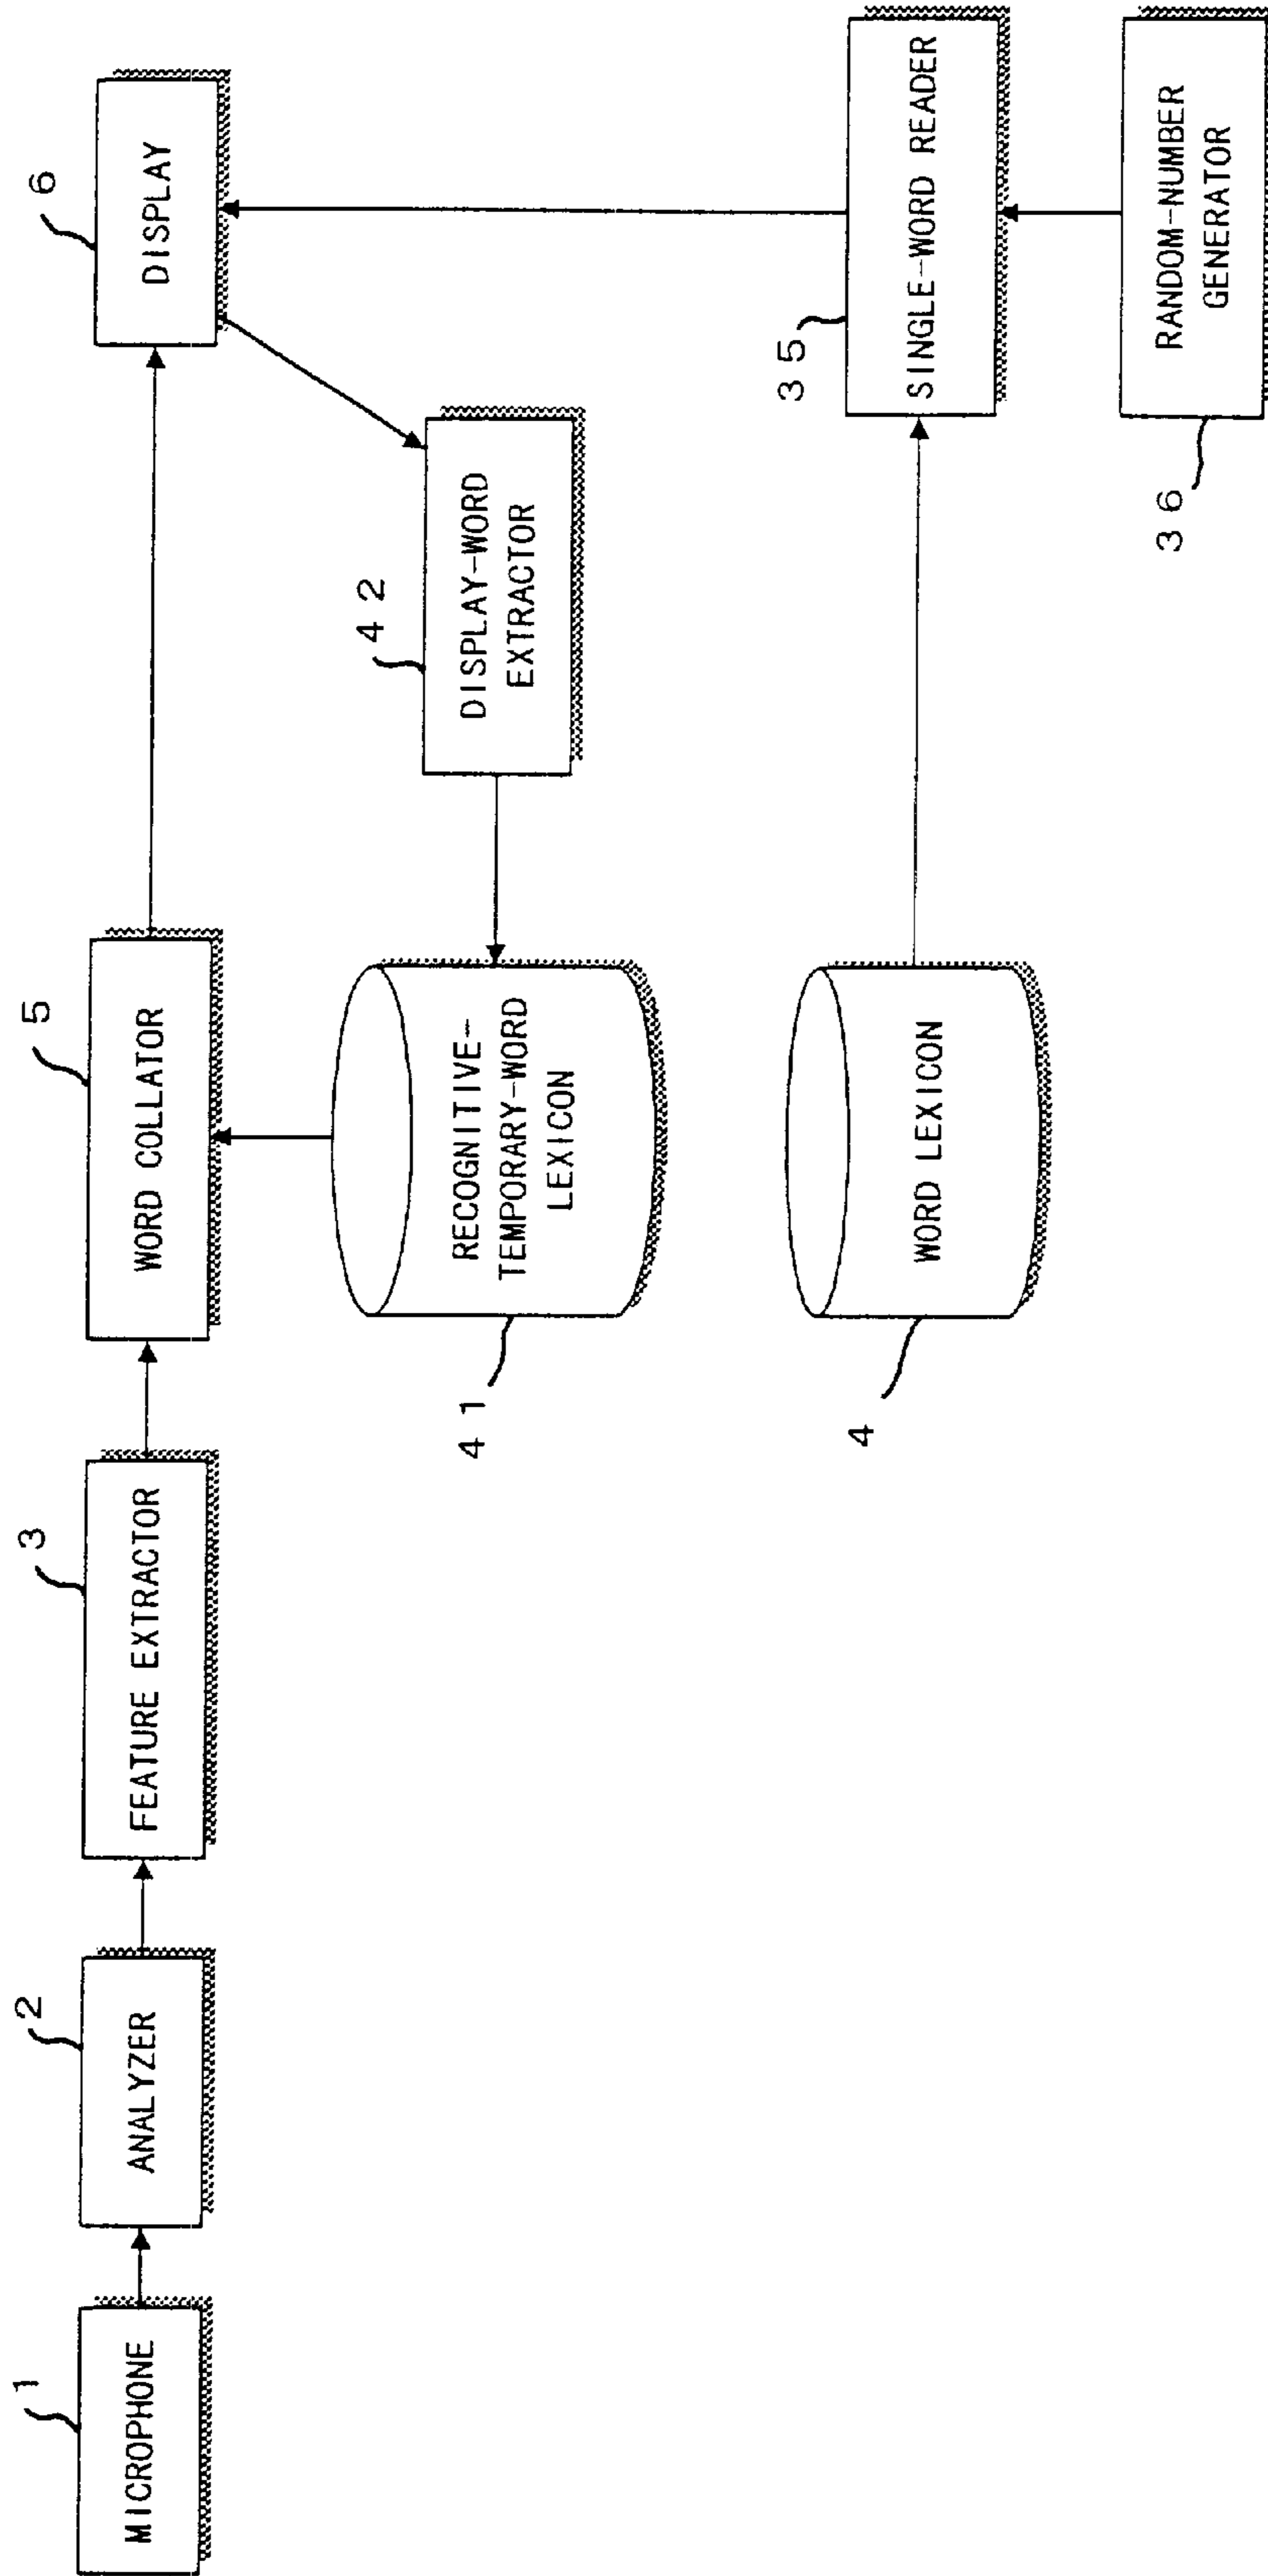 1
MICROPHONE
2
ANALYZER
3
FEATURE EXTRACTOR
5
WORD COLLATOR
6
DISPLAY
41
RECOGNITIVE-
TEMPORARY-WORD
LEXICON
42
DISPLAY-WORD
EXTRACTOR
4
WORD LEXICON
35
SINGLE-WORD READER
36
RANDOM-NUMBER
GENERATOR